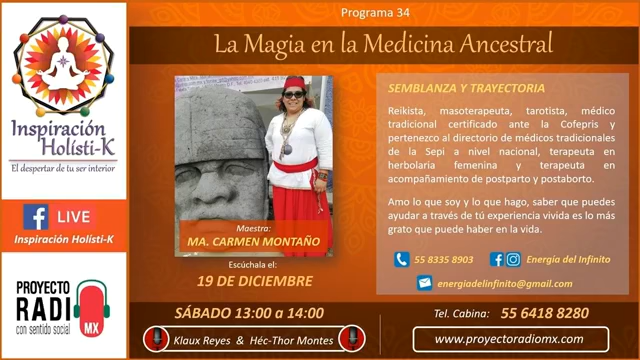 Programa 34
La Magia en la Medicina Ancestral
Inspiración
Holísti-K
El despertar de tu ser interior
LIVE
Inspiración Holísti-K
PROYECTO
RADIO
con sentido social
MX
Maestra:
MA. CARMEN MONTAÑO
Escúchala el:
19 DE DICIEMBRE
SEMBLANZA Y TRAYECTORIA
Reikista, masoterapeuta, tarotista, médico
tradicional certificado ante la Cofepris y
pertenezco al directorio de médicos tradicionales
de la Sepi a nivel nacional, terapeuta en
herbolaria femenina y terapeuta en
acompañamiento de postparto y postaborto.
Amo lo que soy y lo que hago, saber que puedes
ayudar a través de tú experiencia vivida es lo más
grato que puede haber en la vida.
55 8335 8903
Energía del Infinito
energiadelinfinito@gmail.com
SÁBADO 13:00 a 14:00
Klaux Reyes & Héc-Thor Montes
Tel. Cabina: 55 6418 8280
www.proyectoradiomx.com